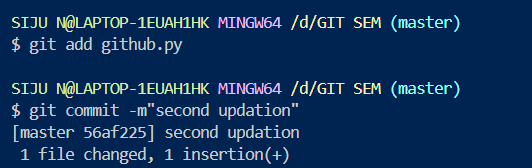 SIJU N@LAPTOP-1EUAH1HK MINGW64 /d/GIT SEM (master)
$ git add github.py
SIJU N@LAPTOP-1EUAH1HK MINGW64 /d/GIT SEM (master)
$ git commit -m"second updation"
[master 56af225] second updation
 1 file changed, 1 insertion(+)